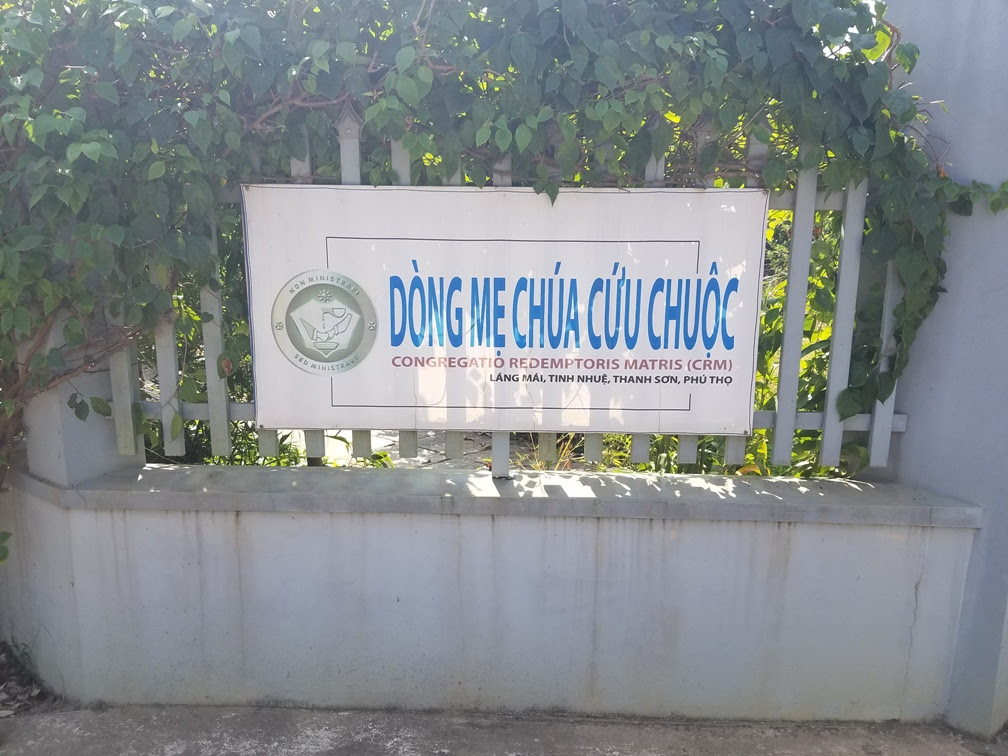 NON MINISTRARI
SED MINISTRARE
DÒNG MẸ CHÚA CỨU CHUỘC
CONGREGATIO REDEMPTORIS MATRIS (CRM)
LÁNG MÁI, TINH NHUỆ, THANH SƠN, PHÚ THỌ